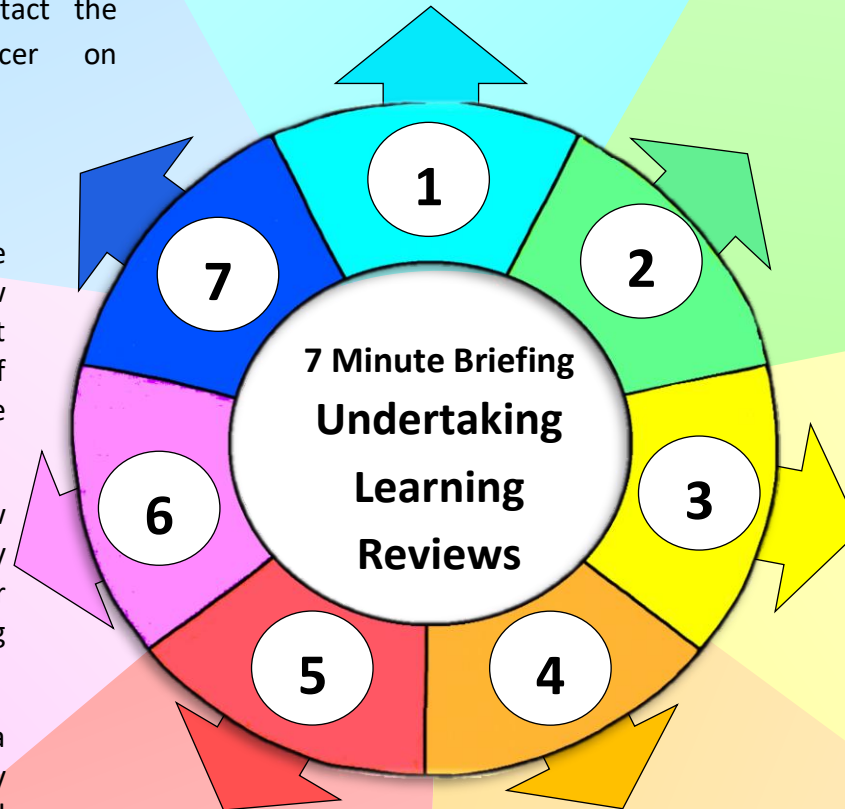 tact the
cer on
1
2
3
4
5
6
7
7 Minute Briefing
Undertaking
Learning
Reviews